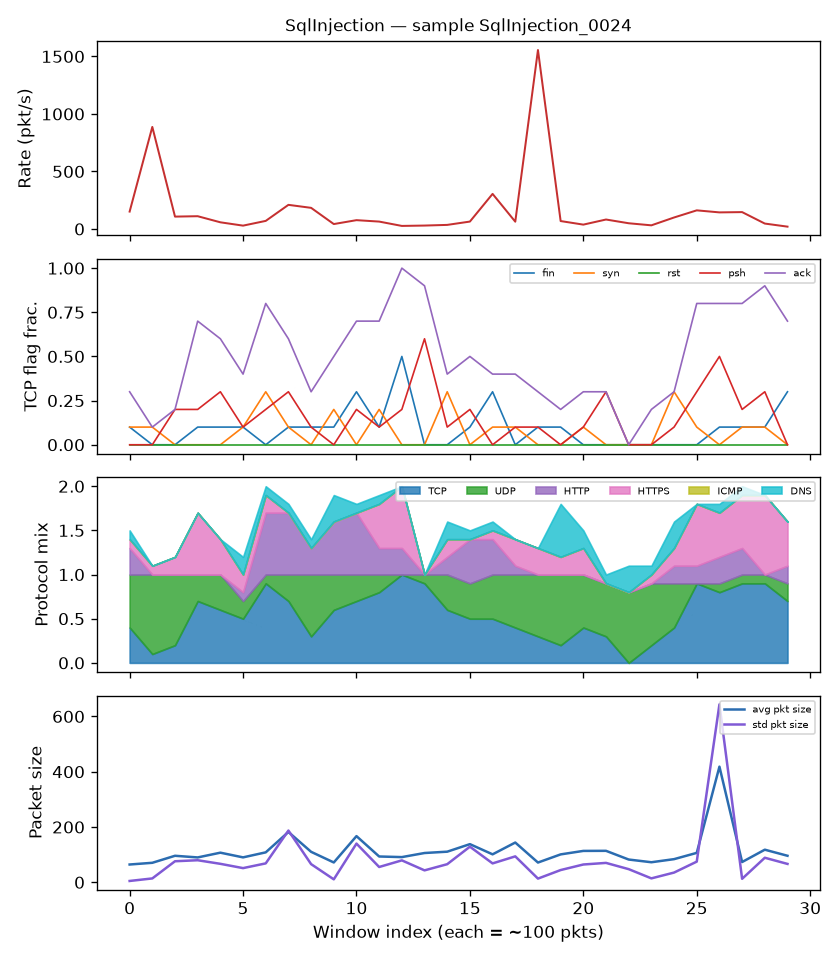 SqlInjection — sample SqlInjection_0024
Rate (pkt/s)
1500
1000
500
0
TCP flag frac.
1.00
0.75
0.50
0.25
0.00
fin syn rst psh ack
Protocol mix
2.0
1.5
1.0
0.5
0.0
TCP UDP HTTP HTTPS ICMP DNS
Packet size
600
400
200
0
avg pkt size
std pkt size
0 5 10 15 20 25 30
Window index (each = ~100 pkts)